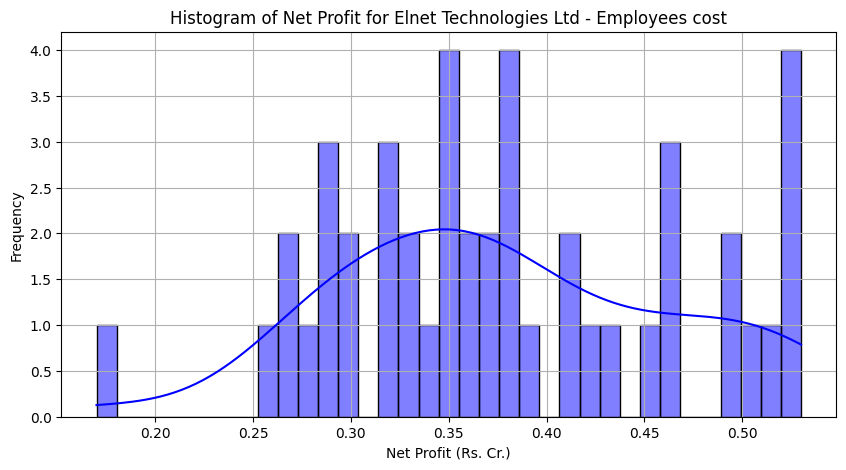 Histogram of Net Profit for Elnet Technologies Ltd - Employees cost
4.0
3.5
3.0
2.5
2.0
1.5
1.0
0.5
0.0
Frequency
0.20 0.25 0.30 0.35 0.40 0.45 0.50
Net Profit (Rs. Cr.)